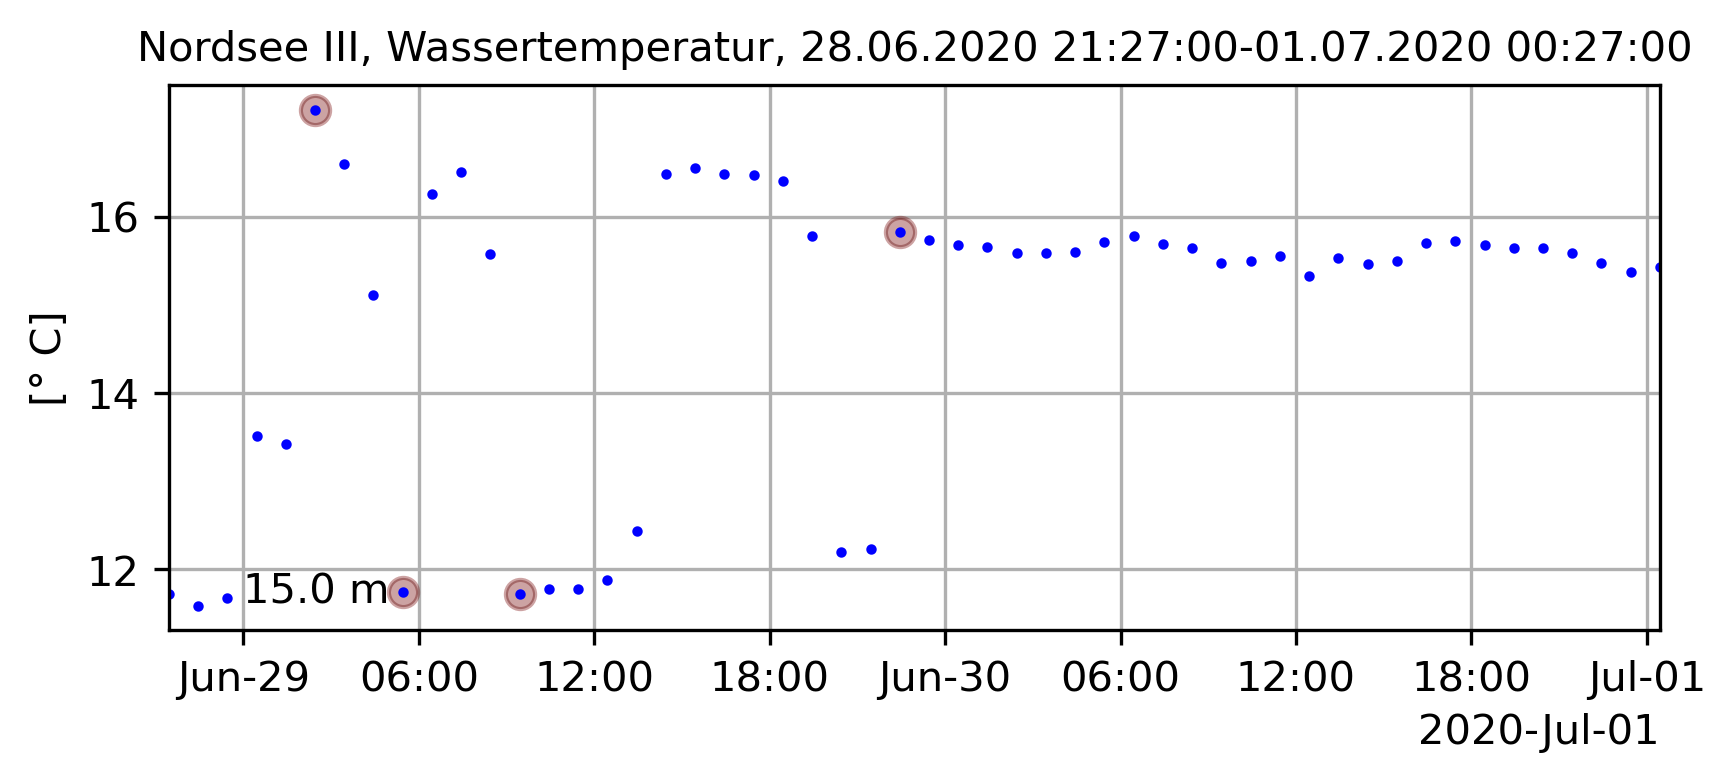 Nordsee III, Wassertemperatur, 28.06.2020 21:27:00-01.07.2020 00:27:00
[° C]
16
14
12
15.0 m
Jun-29 06:00 12:00 18:00 Jun-30 06:00 12:00 18:00 Jul-01
2020-Jul-01